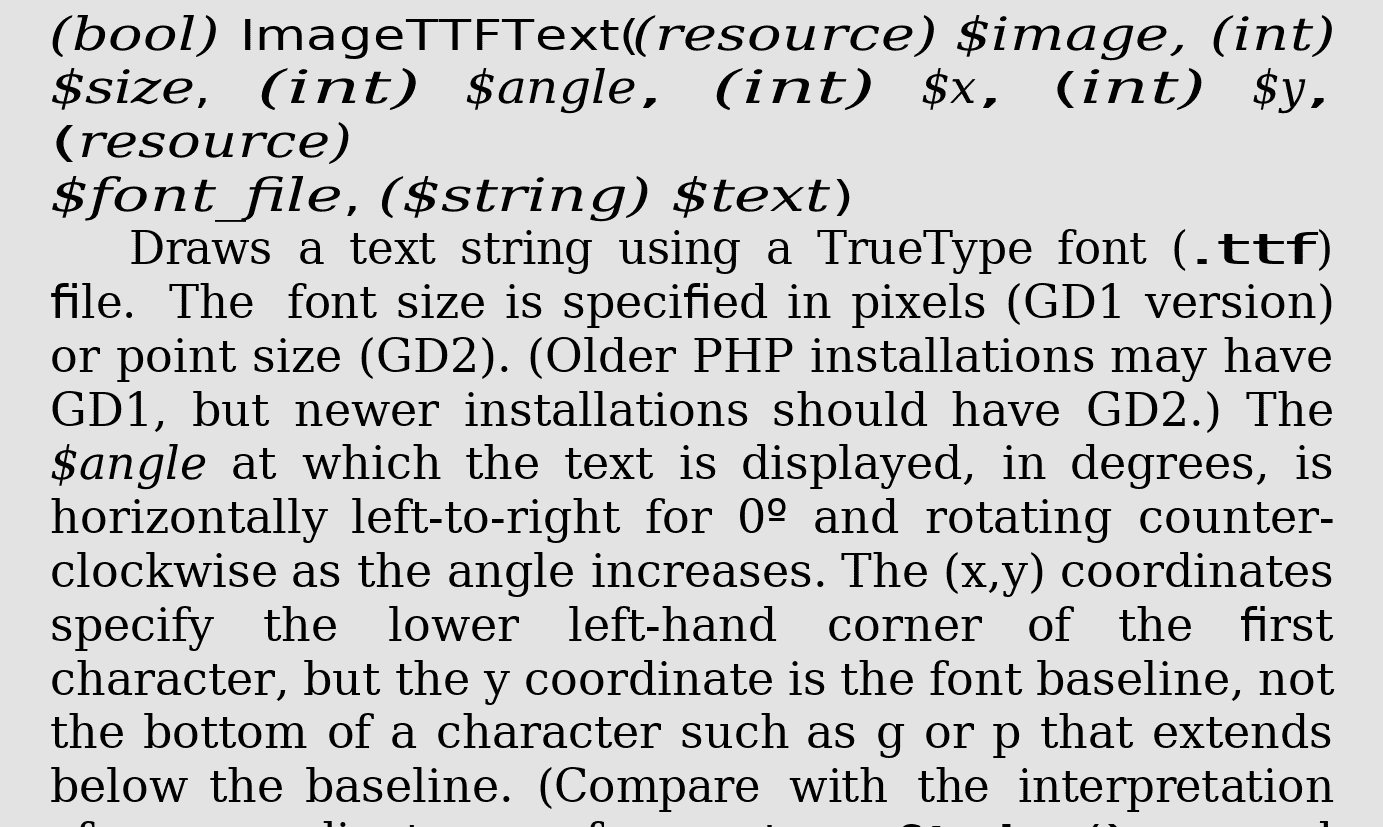 (bool) ImageTTFText((resource) $image, (int)
$size, (int) $angle, (int) $x, (int) $y,
(resource)
$font_file, ($string) $text)
Draws a text string using a TrueType font (.ttf)
file. The font size is specified in pixels (GD1 version)
or point size (GD2). (Older PHP installations may have
GD1, but newer installations should have GD2.) The
$angle at which the text is displayed, in degrees, is
horizontally left-to-right for 0º and rotating counter-
clockwise as the angle increases. The (x,y) coordinates
specify the lower left-hand corner of the first
character, but the y coordinate is the font baseline, not
the bottom of a character such as g or p that extends
below the baseline. (Compare with the interpretation